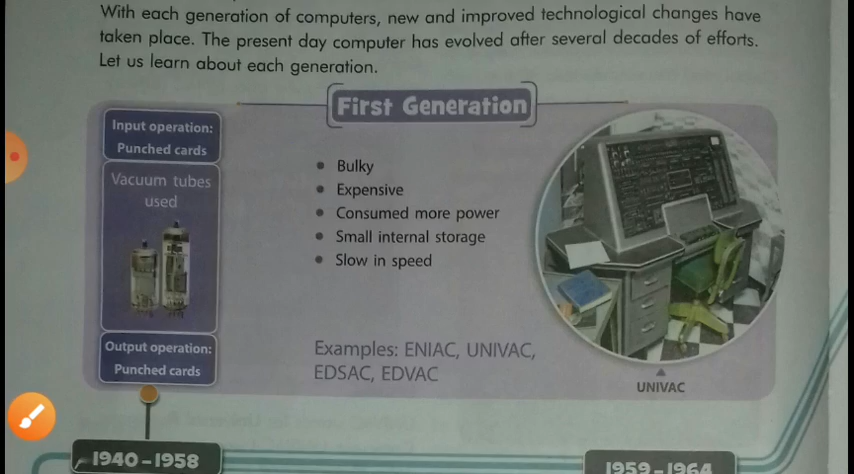 With each generation of computers, new and improved technological changes have
taken place. The present day computer has evolved after several decades of efforts.
Let us learn about each generation.
First Generation
Input operation:
Punched cards
Vacuum tubes
used
Output operation:
Punched cards
• Bulky
• Expensive
• Consumed more power
• Small internal storage
• Slow in speed
Examples: ENIAC, UNIVAC,
EDSAC, EDVAC
UNIVAC
1940 – 1958
1959 – 1964